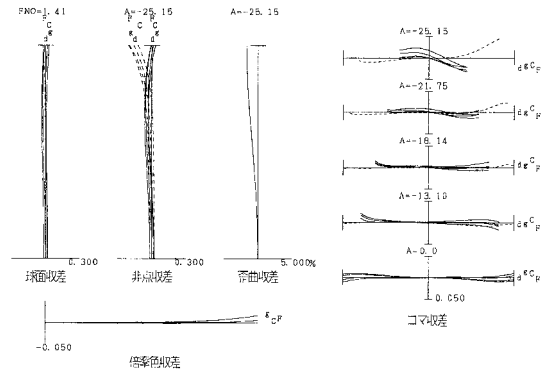 FNO=1.41
A=-25.15
A=-25.15
F
C
g
d
F
g C
d
F
C
g
d
0.300
球面収差
0.300
非点収差
5.000%
歪曲収差
-0.050
g C F
倍率色収差
A=-25.15
d g C F
A=-21.75
d g C F
A=-18.14
d g C F
A=-13.10
d g C F
A=0.0
d g C F
0.050
コマ収差